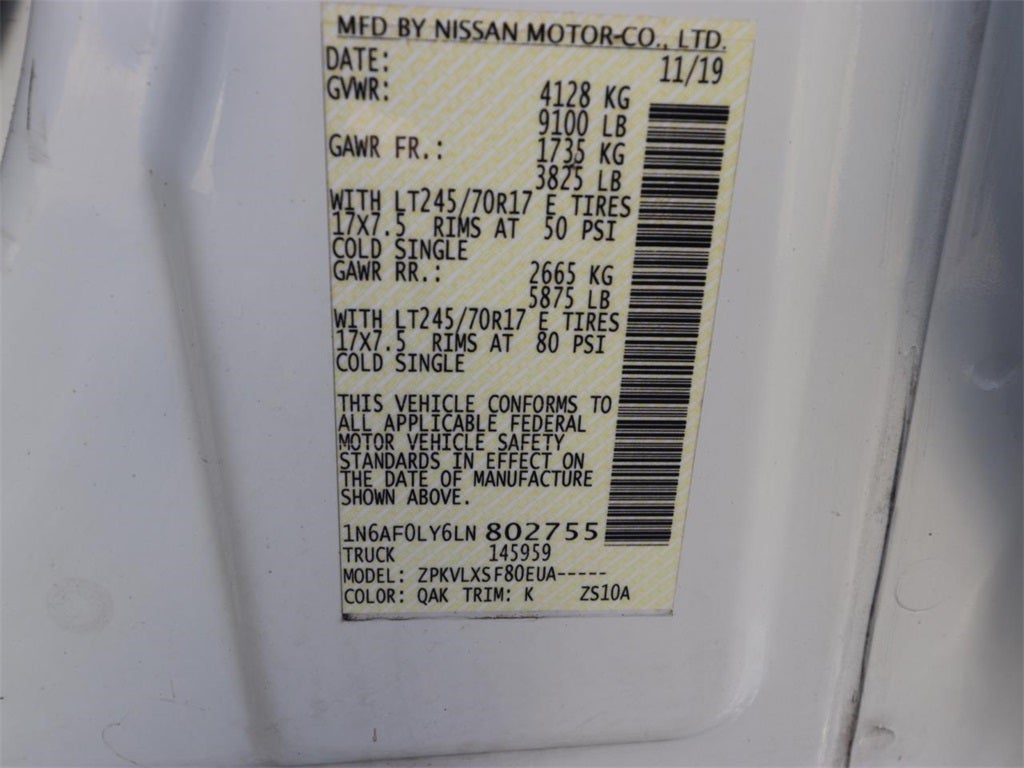 MFD BY NISSAN MOTOR CO., LTD.
DATE: 11/19
GVWR: 4128 KG
9100 LB
GAWR FR.: 1735 KG
3825 LB
WITH LT245/70R17 E TIRES
17X7.5 RIMS AT 50 PSI
COLD SINGLE
GAWR RR.: 2665 KG
5875 LB
WITH LT245/70R17 E TIRES
17X7.5 RIMS AT 80 PSI
COLD SINGLE
THIS VEHICLE CONFORMS TO
ALL APPLICABLE FEDERAL
MOTOR VEHICLE SAFETY
STANDARDS IN EFFECT ON
THE DATE OF MANUFACTURE
SHOWN ABOVE.
1N6AF0LY6LN 802755
TRUCK 145959
MODEL: ZPKVLXSF80EUA-----
COLOR: QAK TRIM: K ZS10A